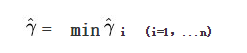 γ̂ = min γ̂ i (i=1, ...n)